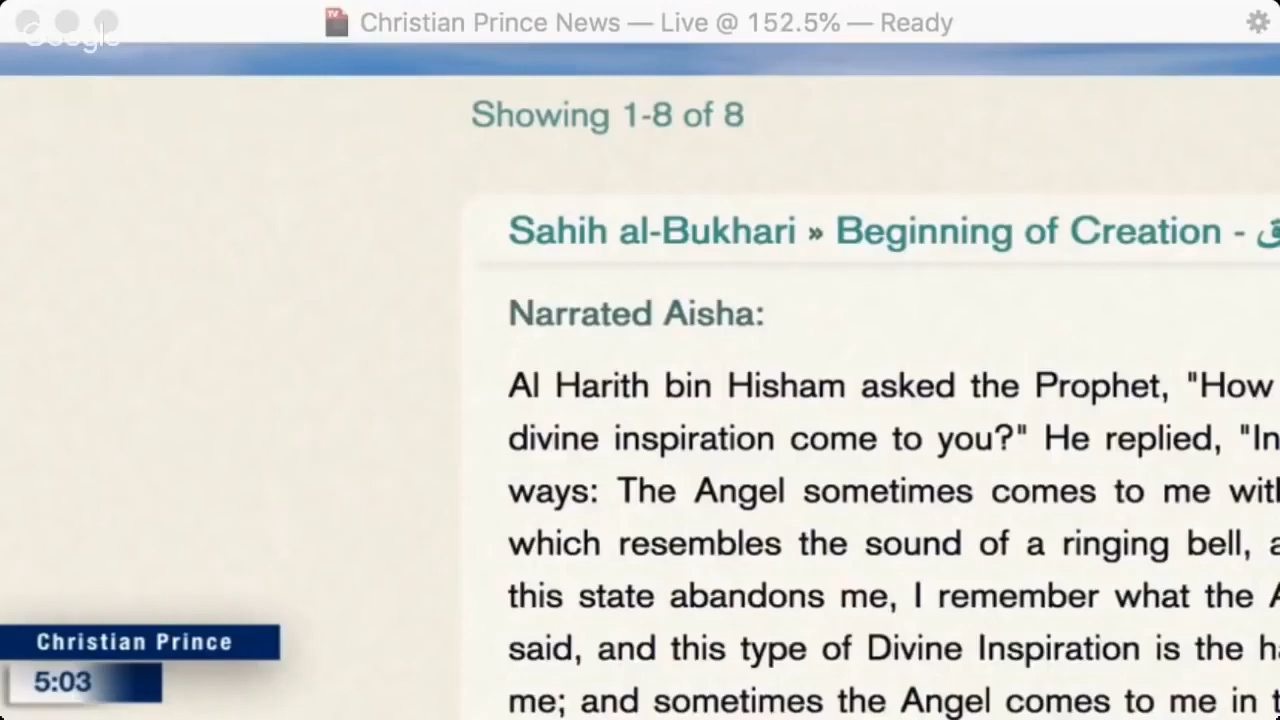 Christian Prince News — Live @ 152.5% — Ready
Google
Showing 1-8 of 8
Sahih al-Bukhari » Beginning of Creation -
Narrated Aisha:
Al Harith bin Hisham asked the Prophet, "How
divine inspiration come to you?" He replied, "In
ways: The Angel sometimes comes to me with
which resembles the sound of a ringing bell,
this state abandons me, I remember what the
said, and this type of Divine Inspiration is the
me; and sometimes the Angel comes to me in
Christian Prince
5:03